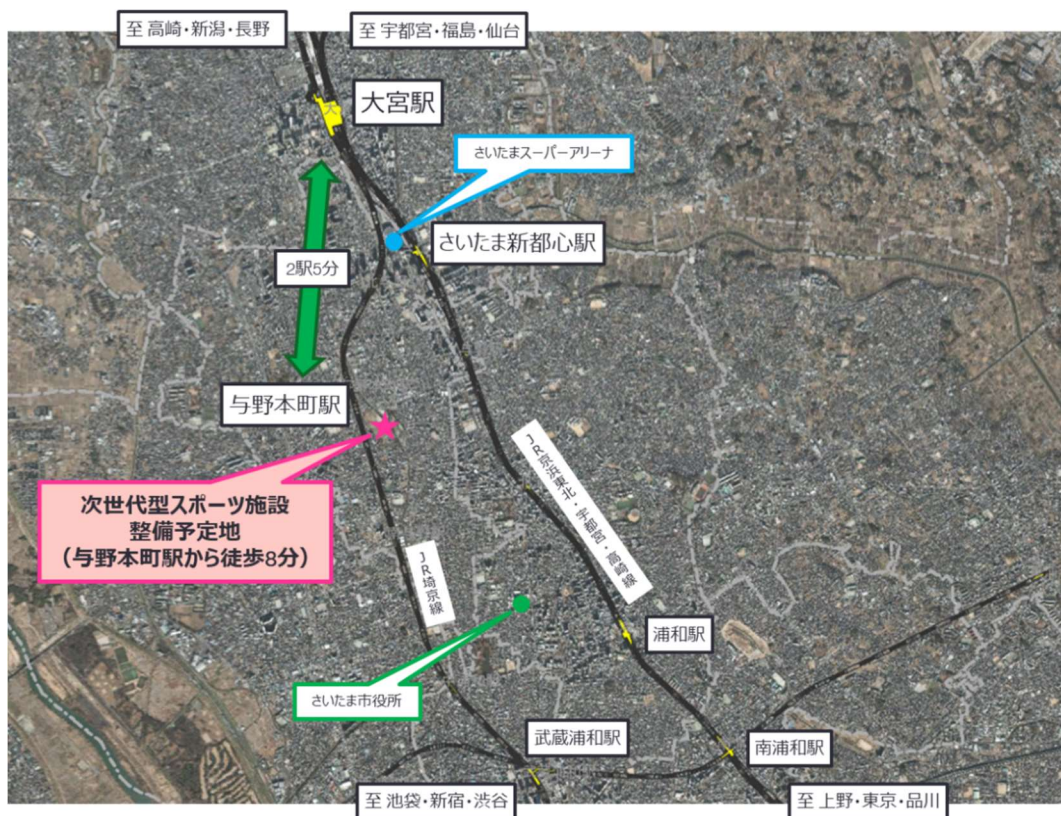 至 高崎・新潟・長野
至 宇都宮・福島・仙台
大宮駅
さいたまスーパーアリーナ
さいたま新都心駅
2駅5分
与野本町駅
次世代型スポーツ施設
整備予定地
(与野本町駅から徒歩8分)
JR京浜東北・宇都宮・高崎線
JR埼京線
浦和駅
さいたま市役所
武蔵浦和駅
南浦和駅
至 池袋・新宿・渋谷
至 上野・東京・品川